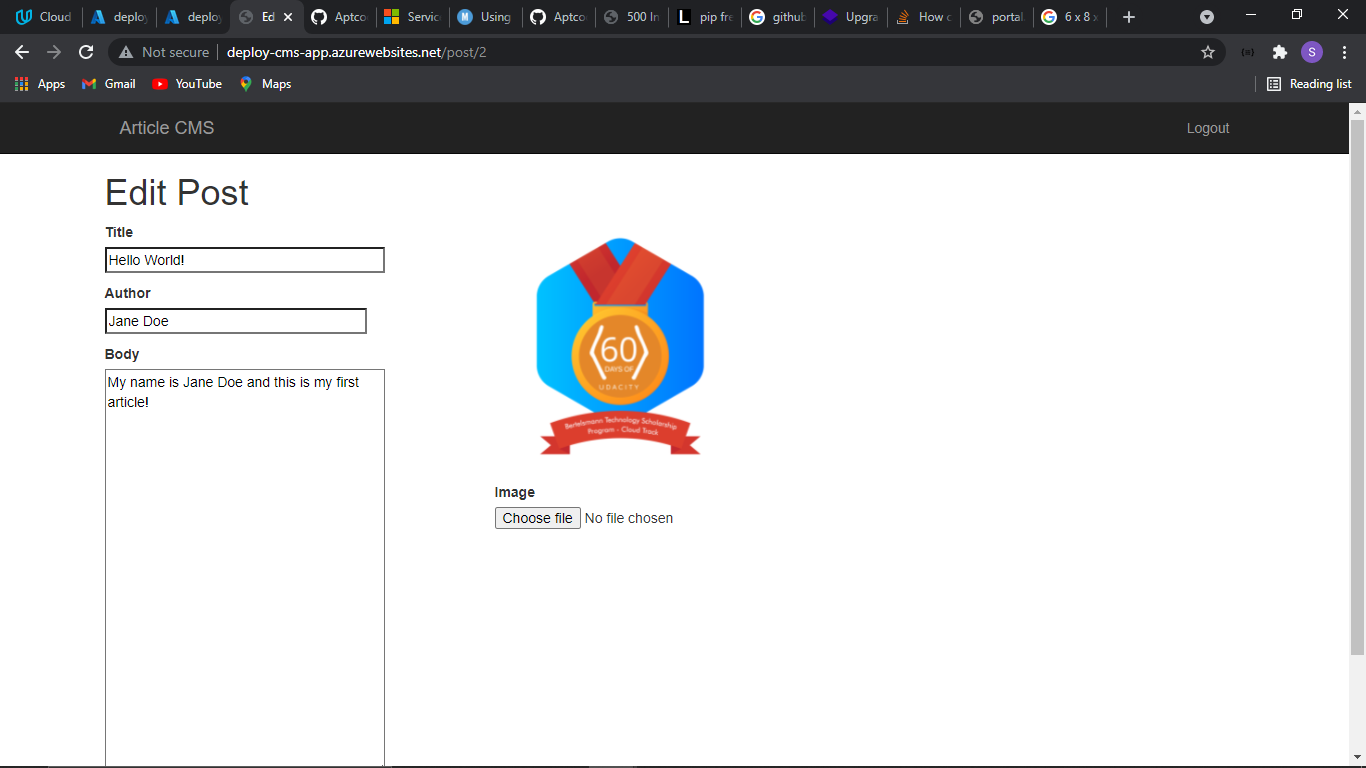 Cloud
deploy
deploy
Ed
Aptco
Servic
Using
Aptco
500 In
pip fre
github
Upgra
How c
portal.
6 x 8 x
Not secure
deploy-cms-app.azurewebsites.net/post/2
S
Apps
Gmail
YouTube
Maps
Reading list
Article CMS
Logout
Edit Post
Title
Hello World!
Author
Jane Doe
Body
My name is Jane Doe and this is my first
article!
60
DAYS OF
UDACITY
Bertelsmann Technology Scholarship
Program - Cloud Track
Image
Choose file No file chosen